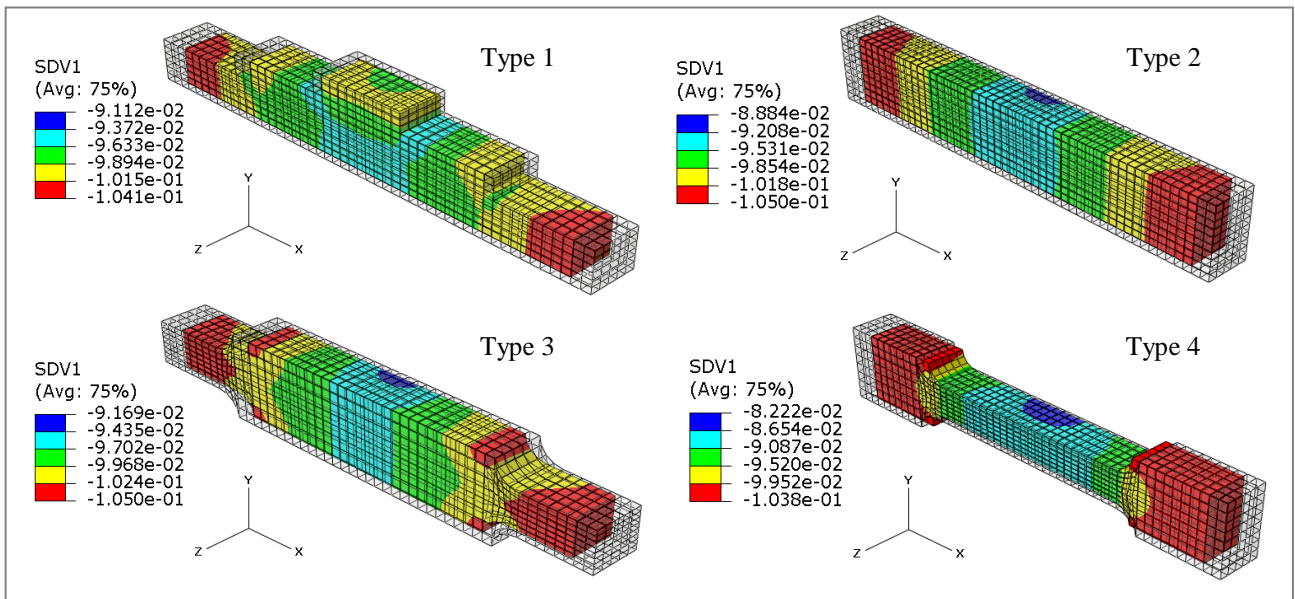 Type 1
SDV1
(Avg: 75%)
-9.112e-02
-9.372e-02
-9.633e-02
-9.894e-02
-1.015e-01
-1.041e-01
Y
Z
X
Type 2
SDV1
(Avg: 75%)
-8.884e-02
-9.208e-02
-9.531e-02
-9.854e-02
-1.018e-01
-1.050e-01
Y
Z
X
Type 3
SDV1
(Avg: 75%)
-9.169e-02
-9.435e-02
-9.702e-02
-9.968e-02
-1.024e-01
-1.050e-01
Y
Z
X
Type 4
SDV1
(Avg: 75%)
-8.222e-02
-8.654e-02
-9.087e-02
-9.520e-02
-9.952e-02
-1.038e-01
Y
Z
X